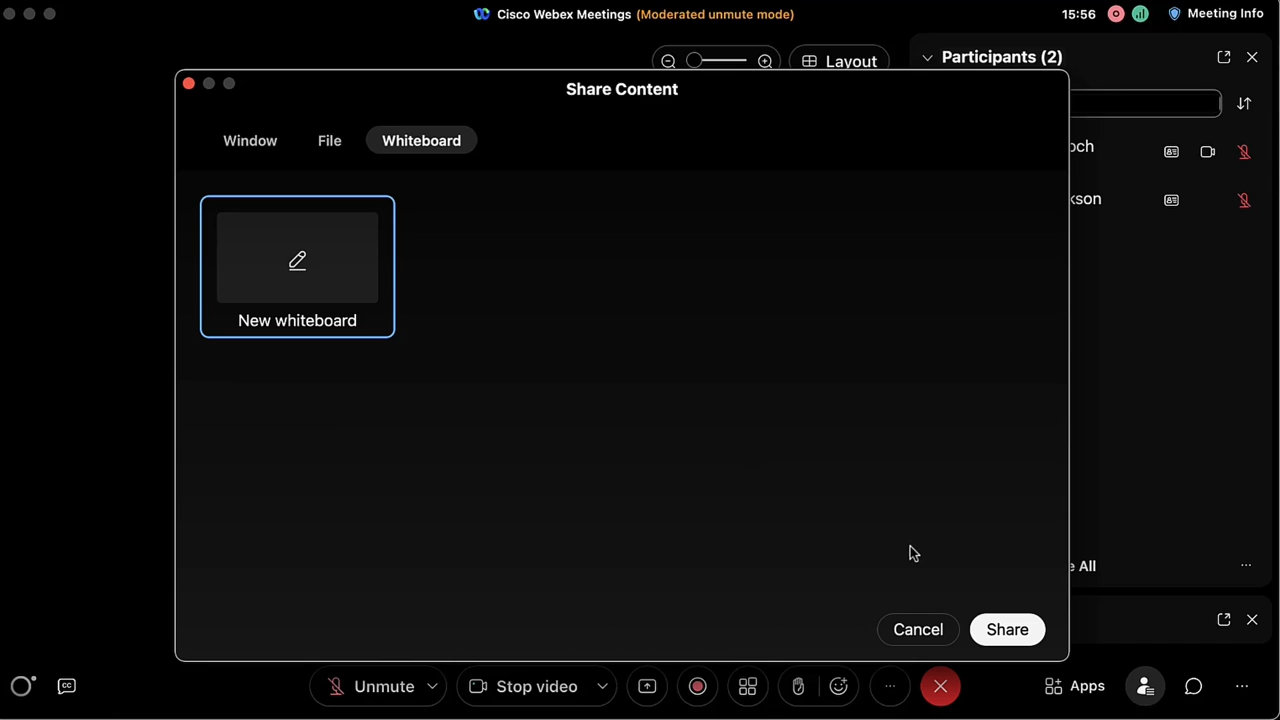 Cisco Webex Meetings (Moderated unmute mode)
15:56
Meeting Info
Layout
Participants (2)
Share Content
Window
File
Whiteboard
och
kson
New whiteboard
e All
Cancel
Share
CC
Unmute
Stop video
Apps